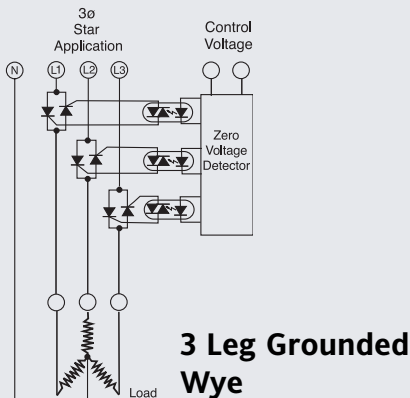 3ø
Star
Application
Control
Voltage
N
L1
L2
L3
Zero
Voltage
Detector
Load
3 Leg Grounded
Wye